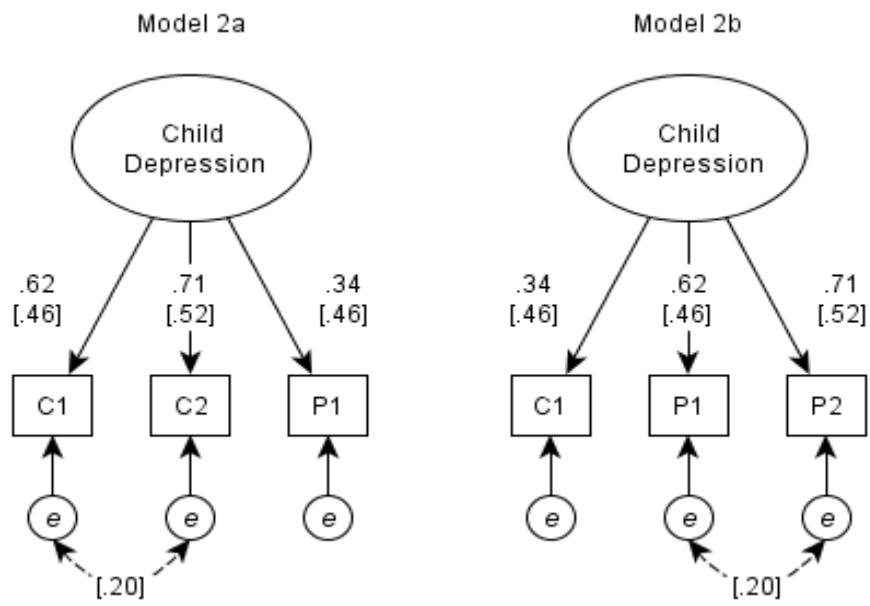 Model 2a
Child
Depression
.62
[.46]
.71
[.52]
.34
[.46]
C1
C2
P1
e
e
e
[.20]
Model 2b
Child
Depression
.34
[.46]
.62
[.46]
.71
[.52]
C1
P1
P2
e
e
e
[.20]